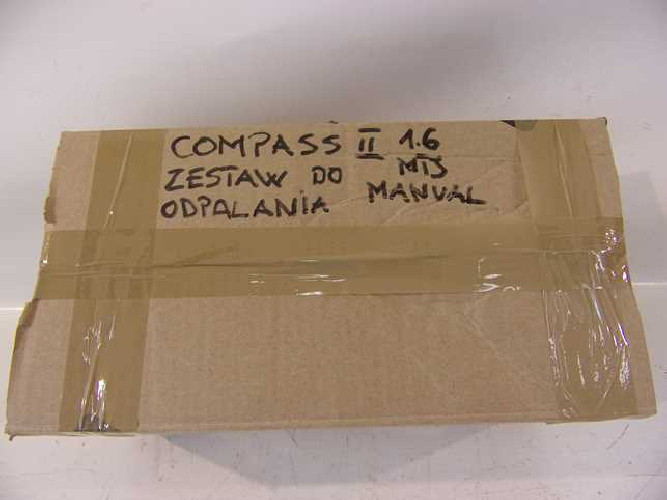 COMPASS II 1.6
ZESTAW DO MTJ
ODPALANIA MANUAL